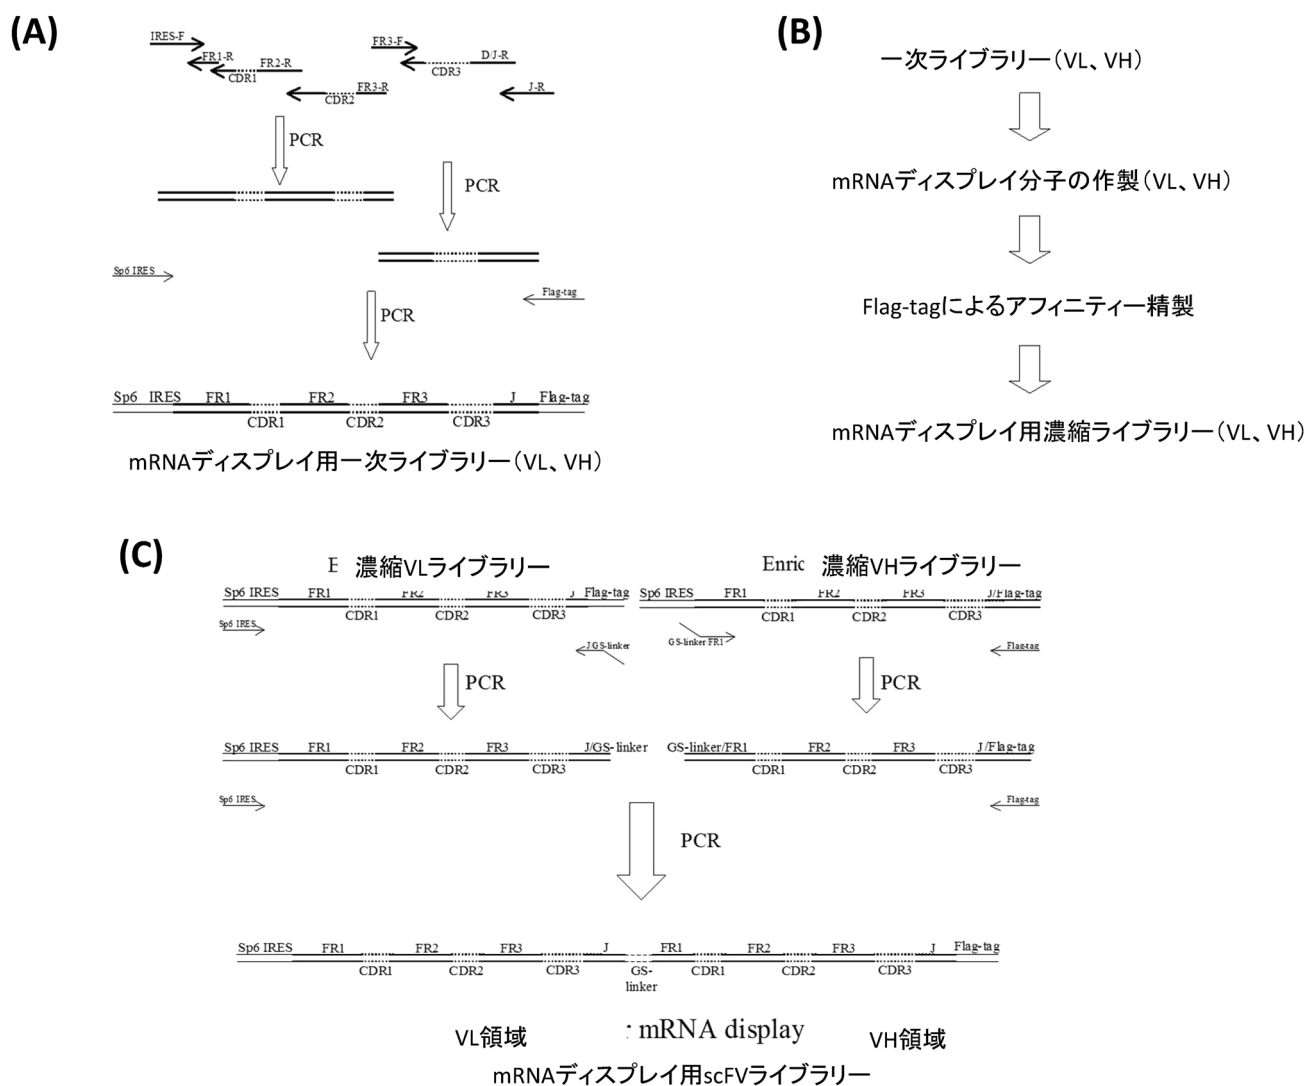 (A)
IRES-F
FR1-R
CDR1
FR2-R
CDR2
FR3-R
FR3-F
CDR3
D/J-R
J-R
PCR
PCR
Sp6 IRES
Flag-tag
PCR
Sp6 IRES FR1 FR2 FR3 J Flag-tag
CDR1 CDR2 CDR3
mRNAディスプレイ用一次ライブラリー(VL、VH)
(B)
一次ライブラリー(VL、VH)
mRNAディスプレイ分子の作製(VL、VH)
Flag-tagによるアフィニティー精製
mRNAディスプレイ用濃縮ライブラリー(VL、VH)
(C)
E 濃縮VLライブラリー
Sp6 IRES FR1 FR2 FR3 J Flag-tag
CDR1 CDR2 CDR3
Sp6 IRES
J/GS-linker
PCR
Enric 濃縮VHライブラリー
Sp6 IRES FR1 FR2 FR3 J/Flag-tag
CDR1 CDR2 CDR3
GS-linker FR1
Flag-tag
PCR
Sp6 IRES FR1 FR2 FR3 J/GS-linker
CDR1 CDR2 CDR3
Sp6 IRES
GS-linker/FR1 FR2 FR3 J/Flag-tag
CDR1 CDR2 CDR3
Flag-tag
PCR
Sp6 IRES FR1 FR2 FR3 J FR1 FR2 FR3 J Flag-tag
CDR1 CDR2 CDR3 GS- CDR1 CDR2 CDR3
linker
VL領域 mRNA display VH領域
mRNAディスプレイ用scFVライブラリー